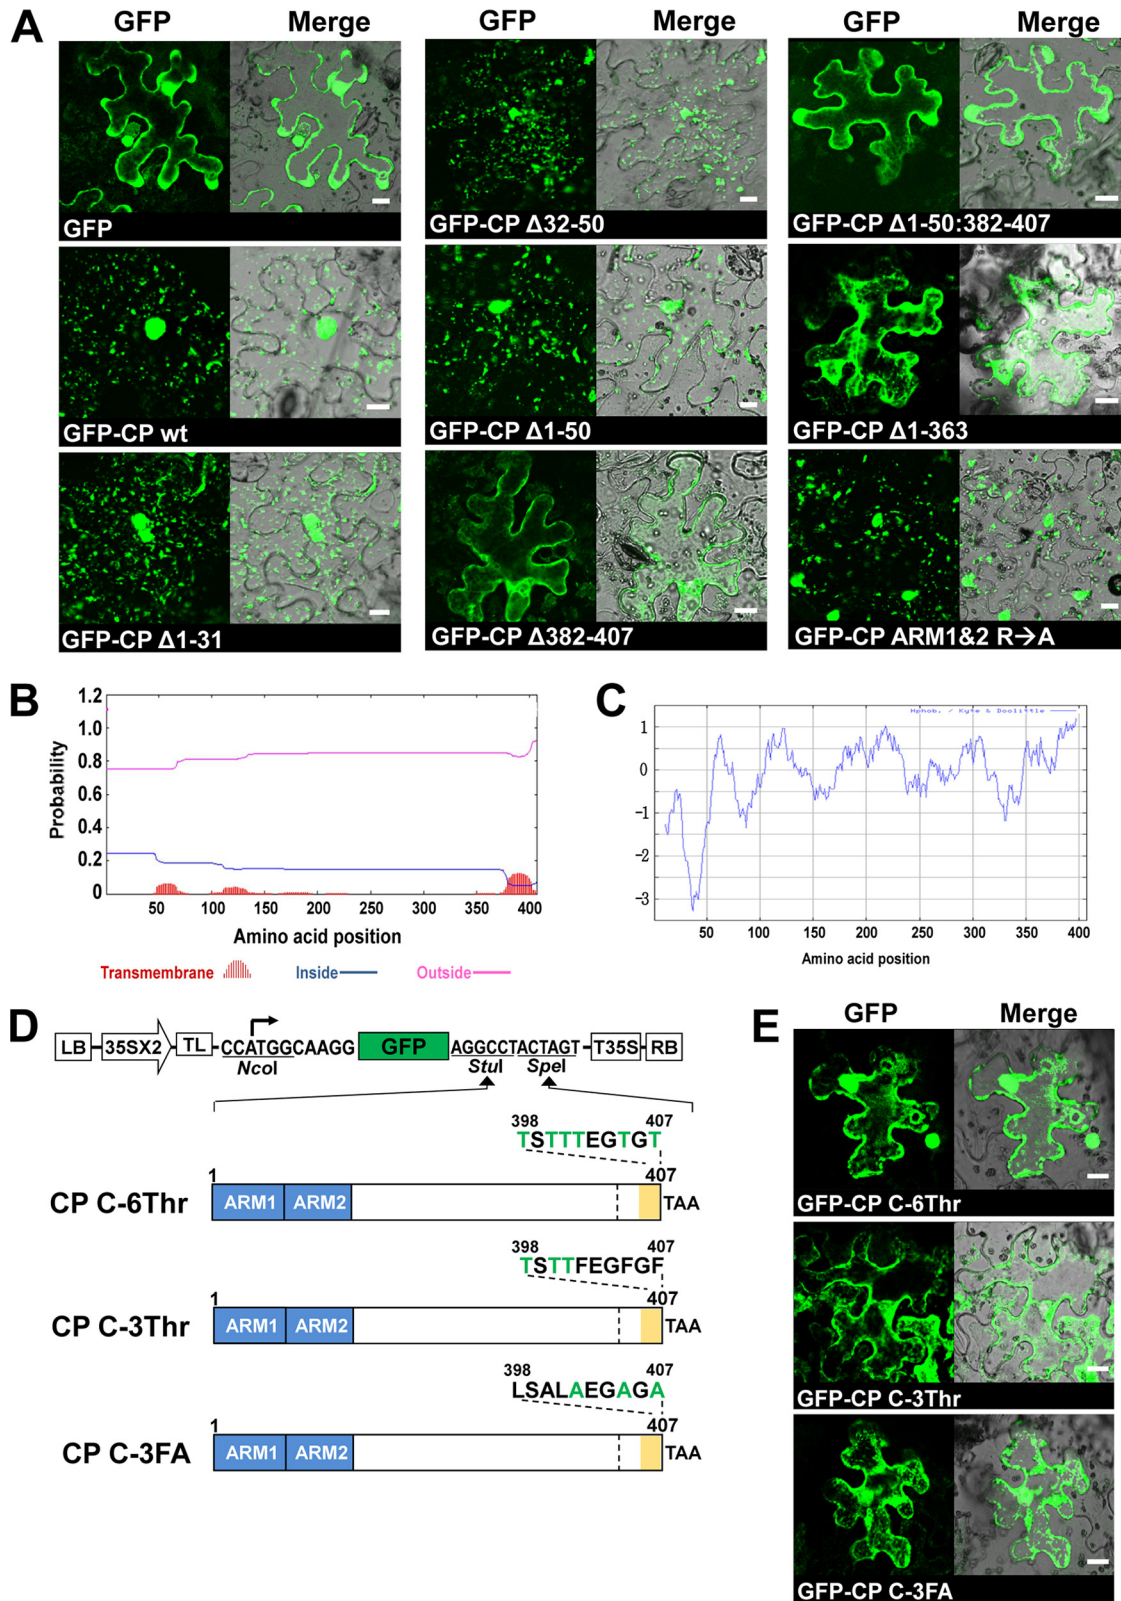 A
GFP Merge
GFP Merge
GFP Merge
GFP
GFP-CP Δ32-50
GFP-CP Δ1-50:382-407
GFP-CP wt
GFP-CP Δ1-50
GFP-CP Δ1-363
GFP-CP Δ1-31
GFP-CP Δ382-407
GFP-CP ARM1&2 R→A
B
Probability
1.2
1.0
0.8
0.6
0.4
0.2
0
50 100 150 200 250 300 350 400
Amino acid position
Transmembrane Inside Outside
C
Hphob. / Kyte & Doolittle
1
0
-1
-2
-3
50 100 150 200 250 300 350 400
Amino acid position
D
LB 35SX2 TL CCATGGCAAGG GFP AGGCCTACTAGT T35S RB
NcoI StuI SpeI
398 407
TSTTTEGTGT
1 407
CP C-6Thr ARM1 ARM2 TAA
398 407
TSTTFEGFGF
1 407
CP C-3Thr ARM1 ARM2 TAA
398 407
LSALAEGAGA
1 407
CP C-3FA ARM1 ARM2 TAA
E
GFP Merge
GFP-CP C-6Thr
GFP-CP C-3Thr
GFP-CP C-3FA